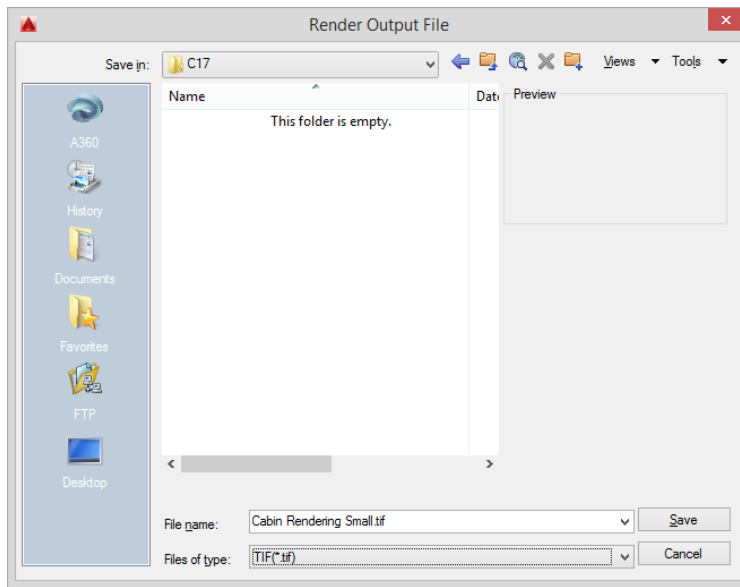 Render Output File
Save in: C17 Views Tools
Name Date Preview
This folder is empty.
A360
History
Documents
Favorites
FTP
Desktop
File name: Cabin Rendering Small.tif Save
Files of type: TIF(*.tif) Cancel